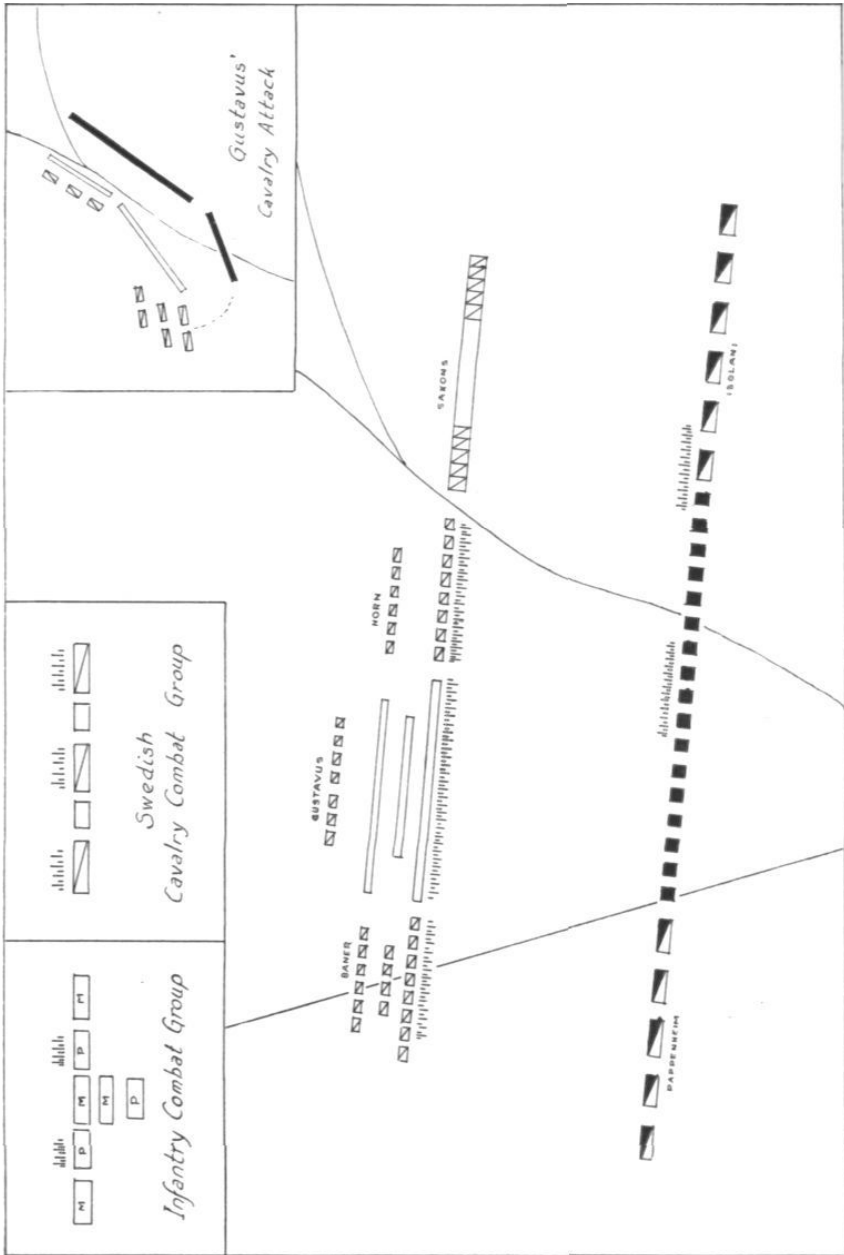 M P M P M
M
P
Infantry Combat Group
Swedish
Cavalry Combat Group
Gustavus'
Cavalry Attack
GUSTAVUS
BANER
HORN
SAXONS
PAPPENHEIM
ISOLANI